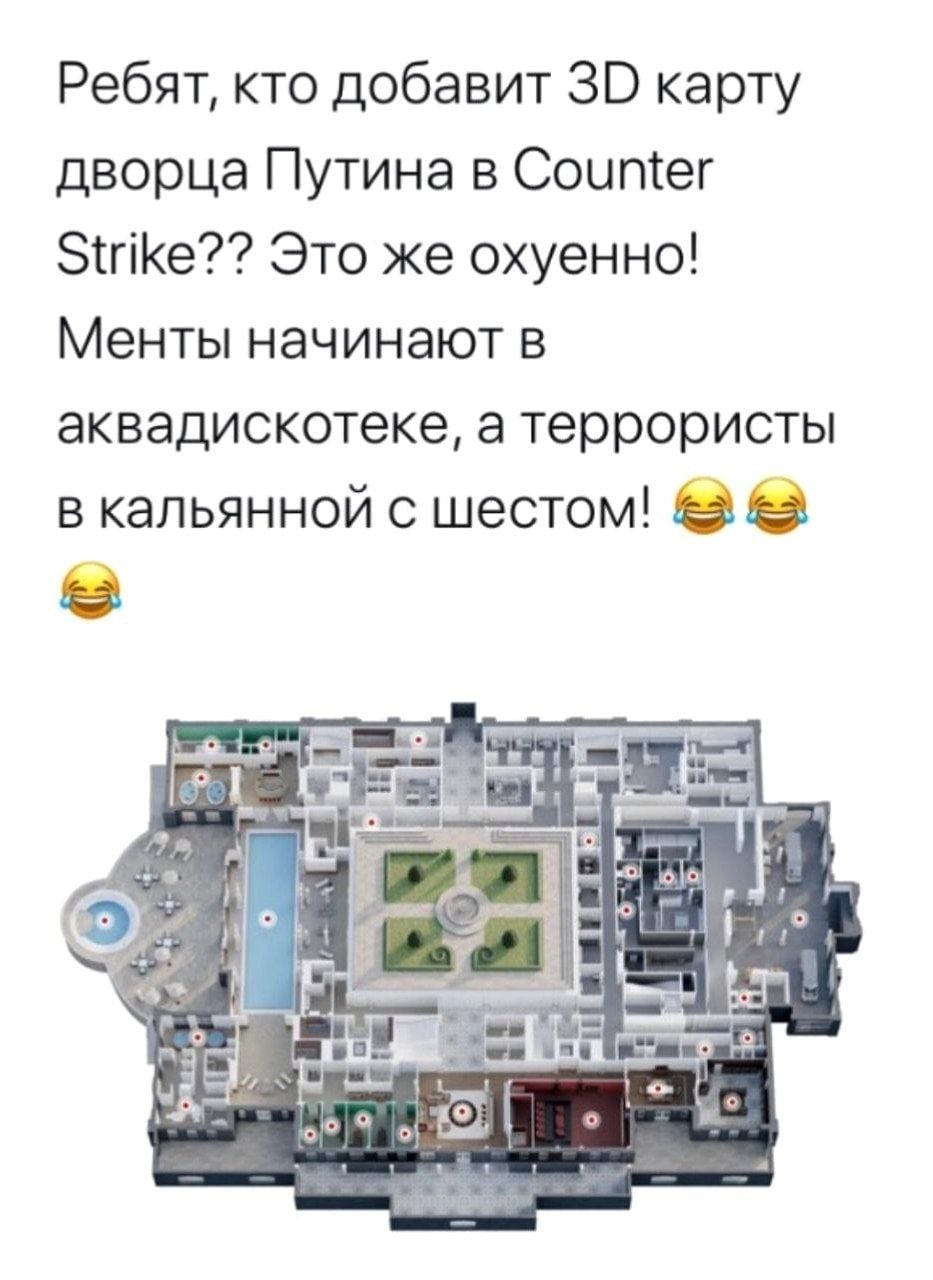 Ребят, кто добавит 3D карту
дворца Путина в Counter
Strike?? Это же охуенно!
Менты начинают в
аквадискотеке, а террористы
в кальянной с шестом! 😂😂
😂